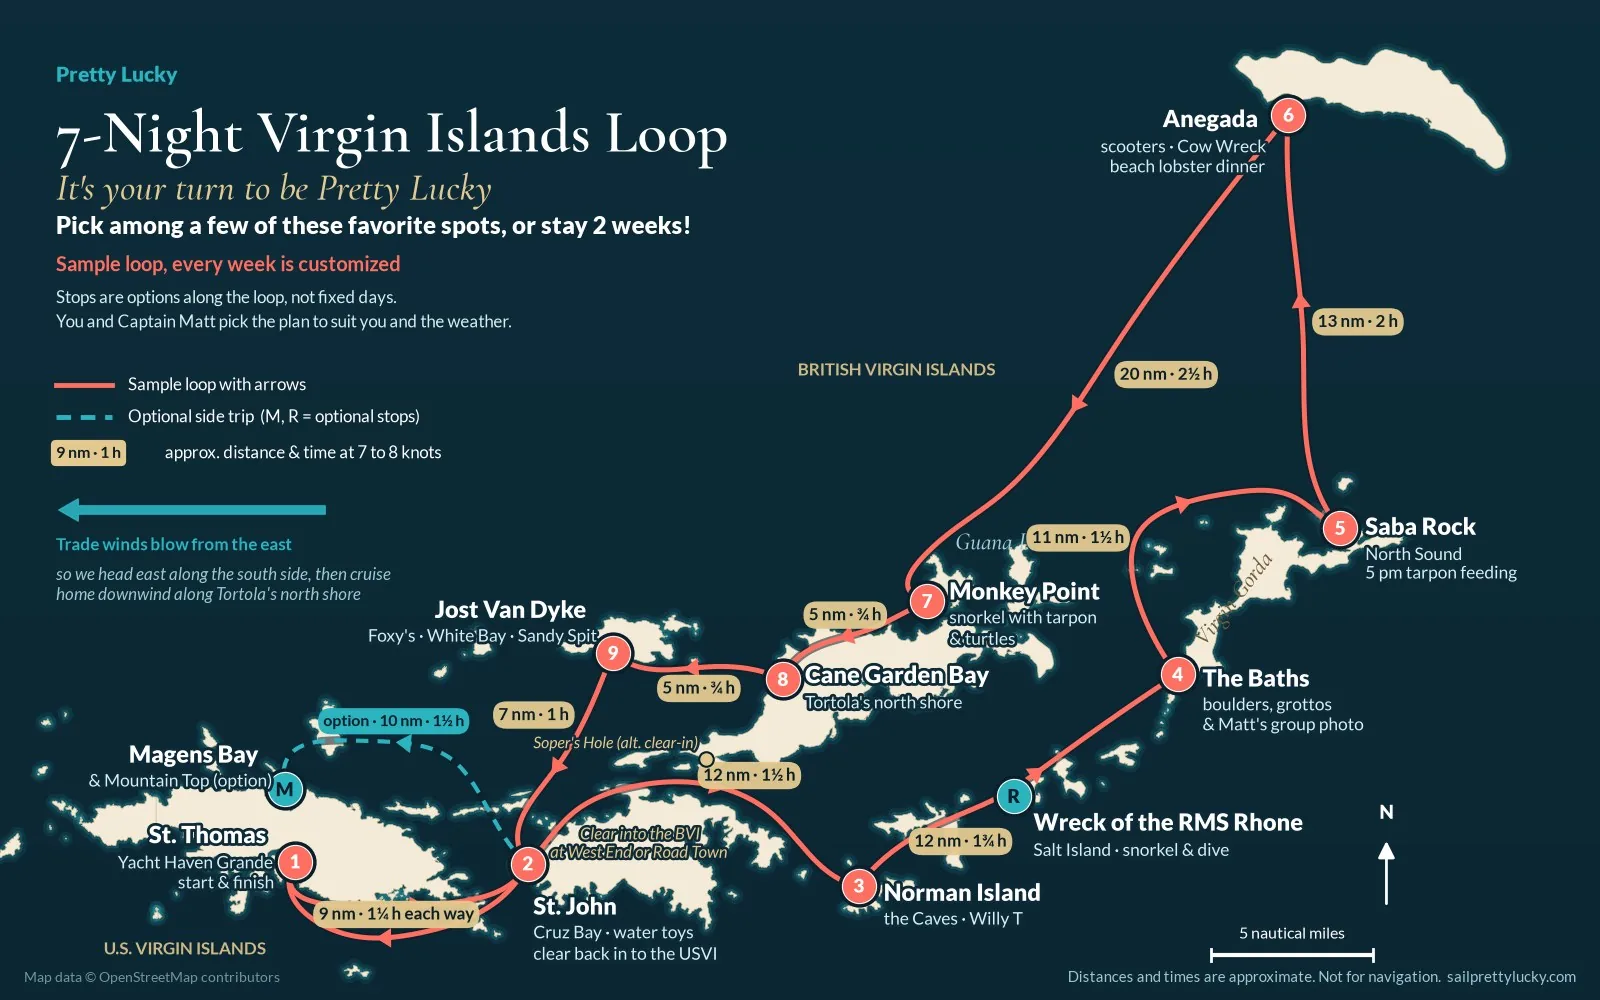 Pretty Lucky
7-Night Virgin Islands Loop
It's your turn to be Pretty Lucky
Pick among a few of these favorite spots, or stay 2 weeks!
Sample loop, every week is customized
Stops are options along the loop, not fixed days.
You and Captain Matt pick the plan to suit you and the weather.
Sample loop with arrows
Optional side trip (M, R = optional stops)
9 nm · 1 h
approx. distance & time at 7 to 8 knots
Trade winds blow from the east
so we head east along the south side, then cruise
home downwind along Tortola's north shore
Anegada
6
scooters · Cow Wreck
beach lobster dinner
13 nm · 2 h
BRITISH VIRGIN ISLANDS
20 nm · 2½ h
5
Saba Rock
North Sound
5 pm tarpon feeding
Guana
11 nm · 1½ h
Virgin Gorda
7
Monkey Point
snorkel with tarpon
& turtles
5 nm · ¾ h
Jost Van Dyke
Foxy's · White Bay · Sandy Spit
9
8
Cane Garden Bay
Tortola's north shore
5 nm · ¾ h
4
The Baths
boulders, grottos
& Matt's group photo
7 nm · 1 h
option · 10 nm · 1½ h
Soper's Hole (alt. clear-in)
12 nm · 1½ h
Magens Bay
& Mountain Top (option)
M
R
Wreck of the RMS Rhone
Salt Island · snorkel & dive
12 nm · 1¾ h
St. Thomas
Yacht Haven Grande
start & finish
1
Clear into the BVI
at West End or Road Town
2
3
Norman Island
the Caves · Willy T
9 nm · 1¼ h each way
St. John
Cruz Bay · water toys
clear back in to the USVI
N
5 nautical miles
U.S. VIRGIN ISLANDS
Map data © OpenStreetMap contributors
Distances and times are approximate. Not for navigation. sailprettylucky.com